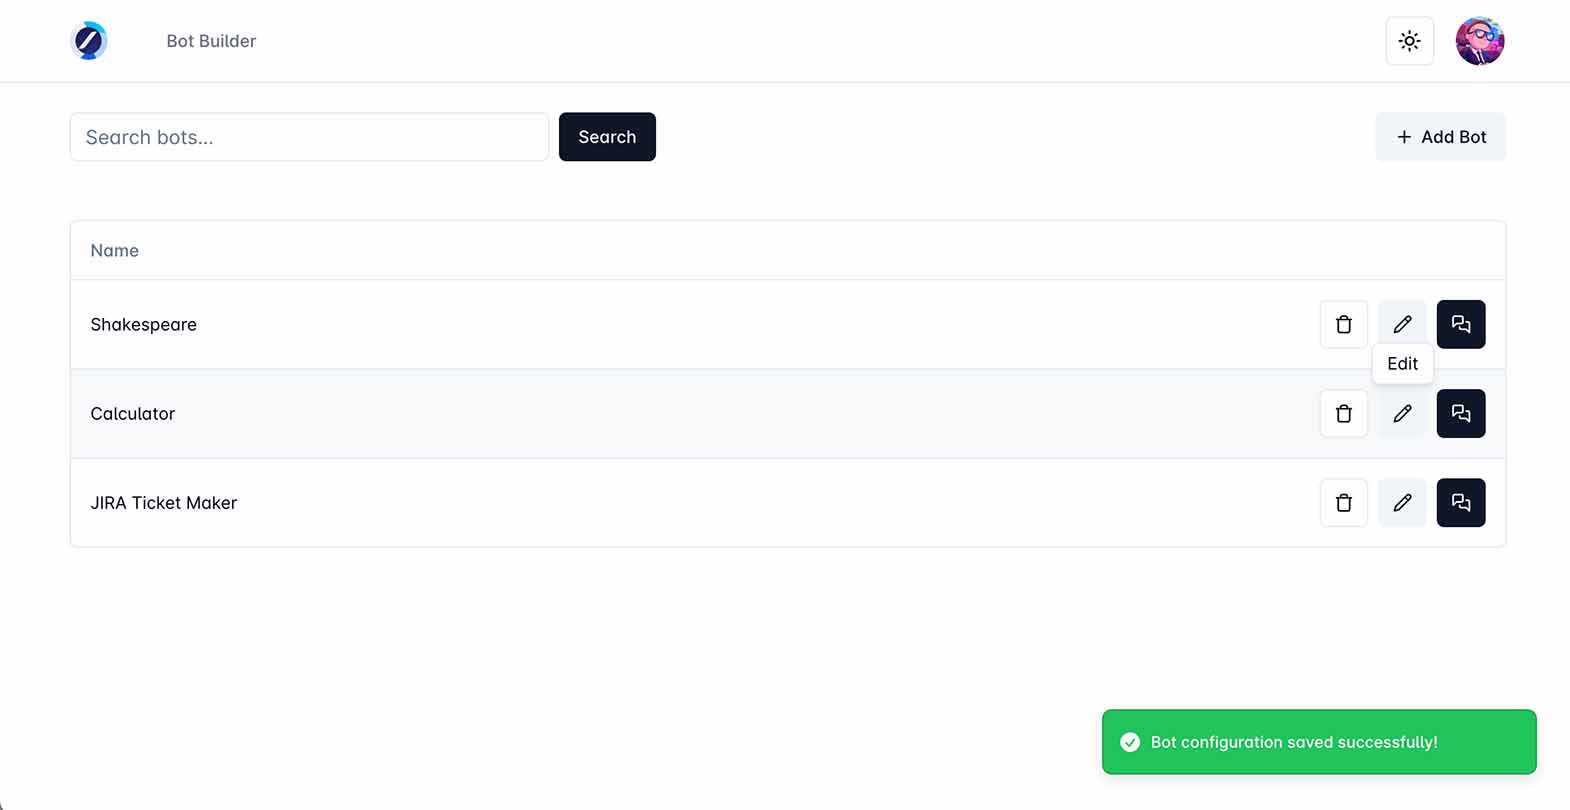 Bot Builder
Search bots...
Search
Add Bot
Name
Shakespeare
Edit
Calculator
JIRA Ticket Maker
Bot configuration saved successfully!